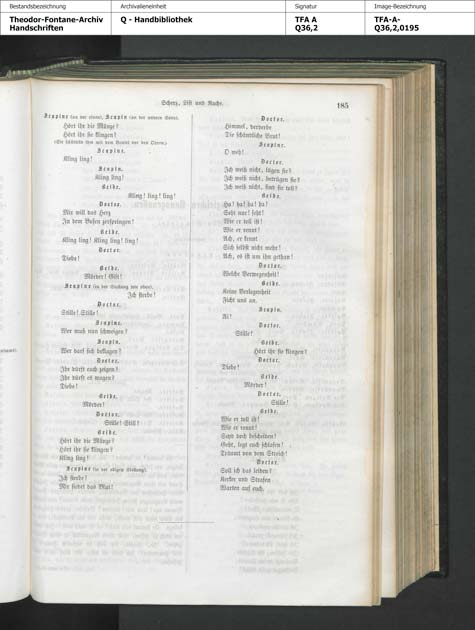 Bestandsbezeichnung
Theodor-Fontane-Archiv
Handschriften
Archivalieneinheit
Q - Handbibliothek
Signatur
TFA A
Q36,2
Image-Bezeichnung
TFA-A-
Q36,2,0195
Scherz, List und Rache.
185
Scapine (an der einen), Scapin (an der andern Seite).
Hört ihr die Münze?
Hört ihr sie klingen?
(Sie schütteln ihm mit dem Beutel vor den Ohren.)
Scapine.
Kling ling!
Scapin.
Kling ling!
Beide.
Kling! ling! ling!
Doctor.
Mir will das Herz
In dem Busen zerspringen!
Beide.
Kling ling! Kling ling! ling!
Doctor.
Diebe!
Beide.
Mörder! Gift!
Scapine (in der Stellung von oben).
Ich sterbe!
Doctor.
Stille! Stille!
Scapine.
Wer muß nun schweigen?
Scapin.
Wer darf sich beklagen?
Doctor.
Ihr dürft euch zeigen?
Ihr dürft es wagen?
Diebe!
Beide.
Mörder!
Doctor.
Stille! Still!
Beide.
Hört ihr die Münze?
Hört ihr sie klingen?
Kling ling!
Scapine (in der obigen Stellung).
Ich sterbe!
Mir siedet das Blut!
Doctor.
Himmel, verderbe
Die schändliche Brut!
Scapine.
O weh!
Doctor.
Ich weiß nicht, lügen sie?
Ich weiß nicht, betrügen sie?
Ich weiß nicht, sind sie toll?
Beide.
Ha! ha! ha! ha!
Seht nur! seht!
Wie er toll ist!
Wie er rennt!
Ach, er kennt
Sich selbst nicht mehr!
Ach, es ist um ihn gethan!
Doctor.
Welche Verwegenheit!
Beide.
Keine Verlegenheit
Ficht uns an.
Scapin.
Ai!
Doctor.
Stille!
Beide.
Hört ihr sie klingen?
Doctor.
Diebe!
Beide.
Mörder!
Doctor.
Stille!
Beide.
Wie er toll ist!
Wie er rennt!
Seyd doch bescheiden!
Geht, legt euch schlafen!
Träumt von dem Streich!
Doctor.
Soll ich das leiden?
Kerker und Strafen
Warten auf euch.